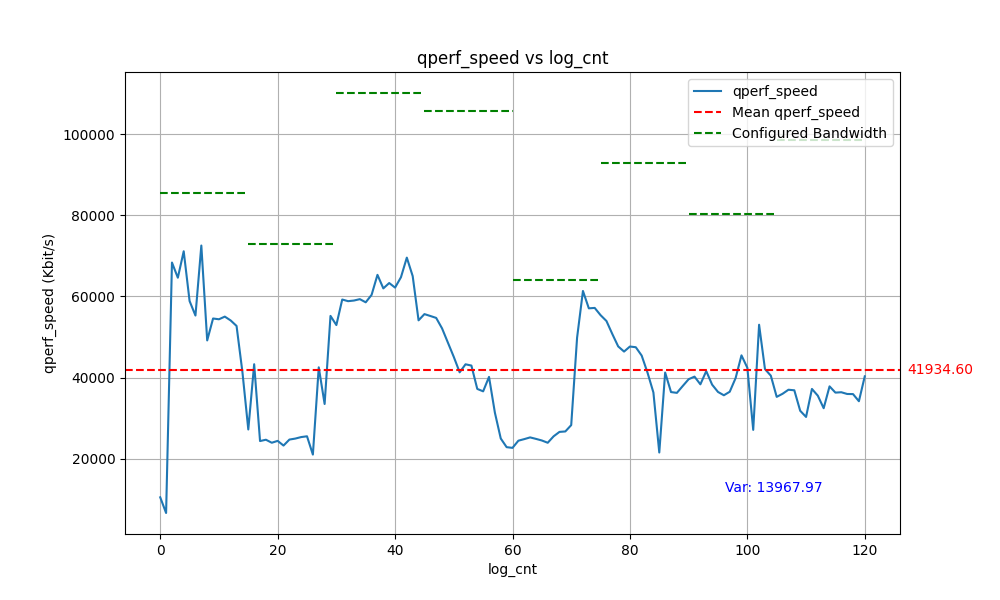 qperf_speed vs log_cnt
qperf_speed
Mean qperf_speed
Configured Bandwidth
qperf_speed (Kbit/s)
100000
80000
60000
40000
20000
41934.60
Var: 13967.97
0 20 40 60 80 100 120
log_cnt